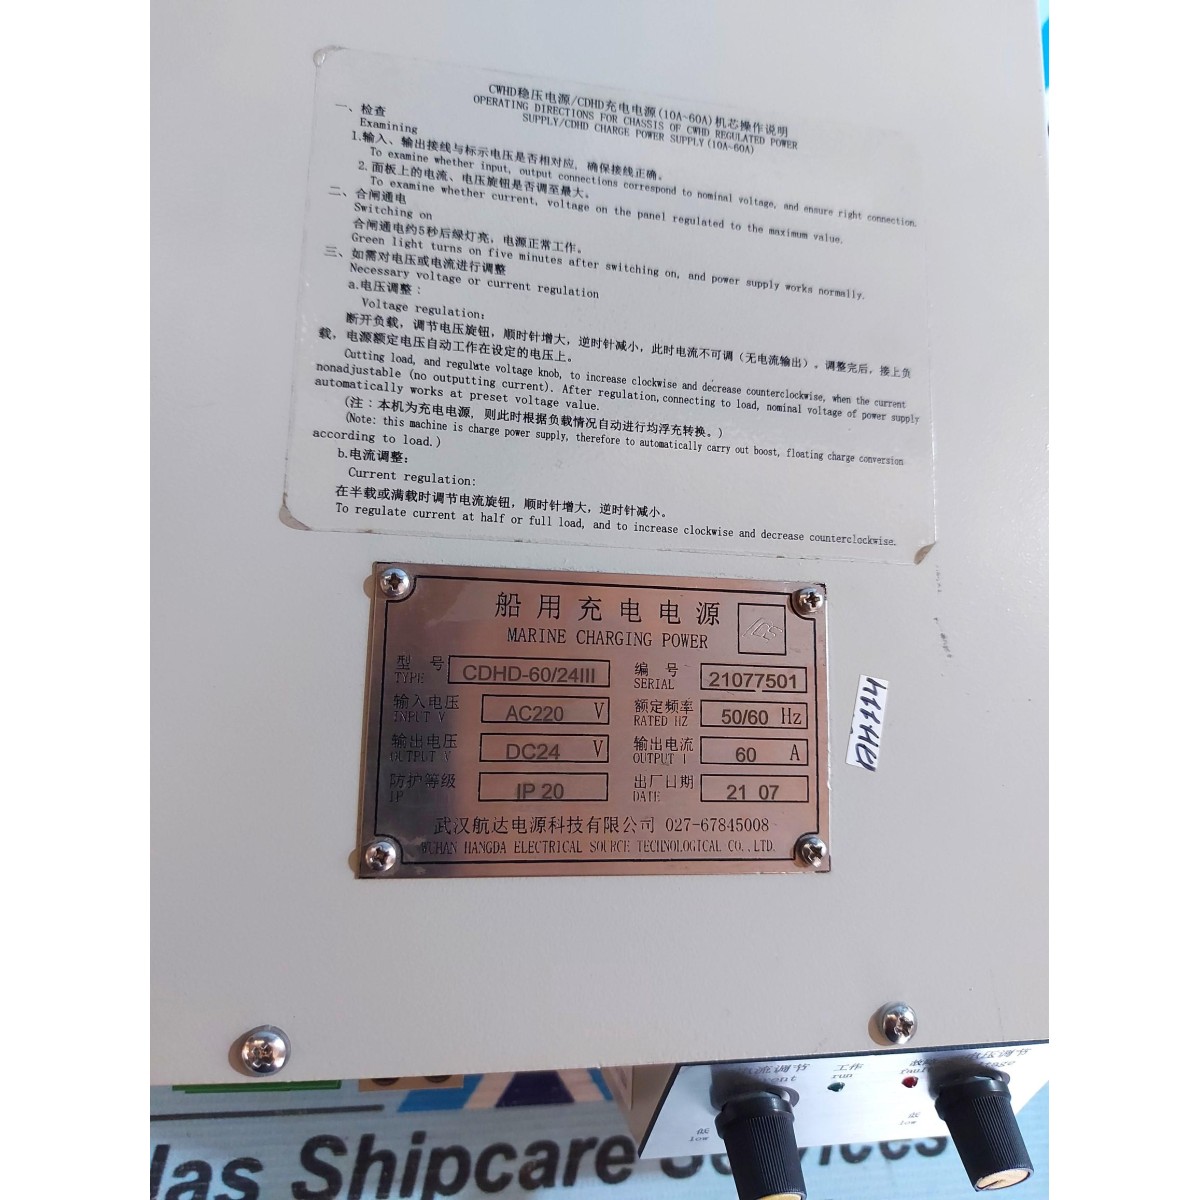 CWHD稳压电源/CDHD充电电源(10A~60A)机芯操作说明
OPERATING DIRECTIONS FOR CHASSIS OF CWHD REGULATED POWER
SUPPLY/CDHD CHARGE POWER SUPPLY(10A~60A)
一、检查
Examining
1.输入、输出接线与标示电压是否相对应, 确保接线正确。
To examine whether input, output connections correspond to nominal voltage, and ensure right connection.
2.面板上的电流、电压旋钮是否调至最大。
To examine whether current, voltage on the panel regulated to the maximum value.
二、合闸通电
Switching on
合闸通电约5秒后绿灯亮, 电源正常工作。
Green light turns on five minutes after switching on, and power supply works normally.
三、如需对电压或电流进行调整
Necessary voltage or current regulation
a.电压调整:
Voltage regulation:
断开负载, 调节电压旋钮, 顺时针增大, 逆时针减小, 此时电流不可调(无电流输出)。调整完后, 接上负
载, 电源额定电压自动工作在设定的电压上。
Cutting load, and regulate voltage knob, to increase clockwise and decrease counterclockwise, when the current
nonadjustable (no outputting current). After regulation, connecting to load, nominal voltage of power supply
automatically works at preset voltage value.
(注:本机为充电电源, 则此时根据负载情况自动进行均浮充转换。)
(Note: this machine is charge power supply, therefore to automatically carry out boost, floating charge conversion
according to load.)
b.电流调整:
Current regulation:
在半载或满载时调节电流旋钮, 顺时针增大, 逆时针减小。
To regulate current at half or full load, and to increase clockwise and decrease counterclockwise.
船用充电电源
MARINE CHARGING POWER
型号 CDHD-60/24III 编号 21077501
TYPE SERIAL
输入电压 AC220 V 额定频率 50/60 Hz
INPUT V RATED HZ
输出电压 DC24 V 输出电流 60 A
OUTPUT V OUTPUT I
防护等级 IP 20 出厂日期 21 07
IP DATE
武汉航达电源科技有限公司 027-67845008
WUHAN HANGDA ELECTRICAL SOURCE TECHNOLOGICAL CO.,LTD.
工作
run
低
low
低
low
las Shipcare Services